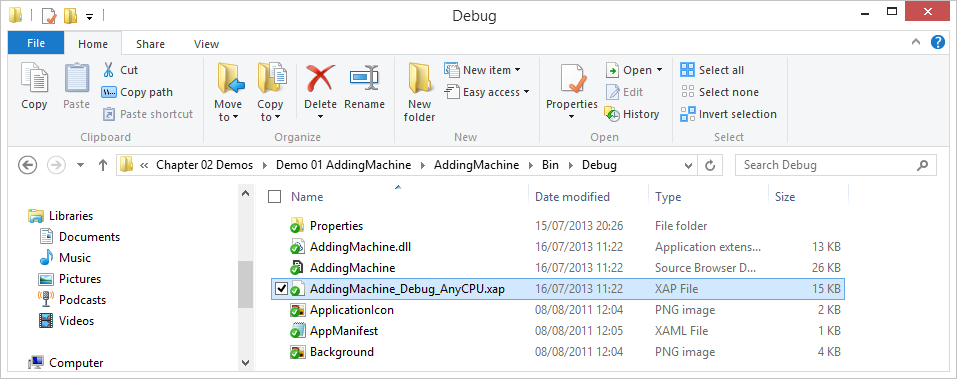 Debug
File Home Share View
Copy Paste Cut Copy path Paste shortcut
Clipboard
Move to Copy to Delete Rename
Organize
New folder New item Easy access
New
Properties Open Edit History
Open
Select all Select none Invert selection
Select
Chapter 02 Demos Demo 01 AddingMachine AddingMachine Bin Debug
Search Debug
Libraries
Documents
Music
Pictures
Podcasts
Videos
Computer
Name Date modified Type Size
Properties 15/07/2013 20:26 File folder
AddingMachine.dll 16/07/2013 11:22 Application extens... 13 KB
AddingMachine 16/07/2013 11:22 Source Browser D... 26 KB
AddingMachine_Debug_AnyCPU.xap 16/07/2013 11:22 XAP File 15 KB
ApplicationIcon 08/08/2011 12:04 PNG image 2 KB
AppManifest 08/08/2011 12:05 XAML File 1 KB
Background 08/08/2011 12:04 PNG image 4 KB